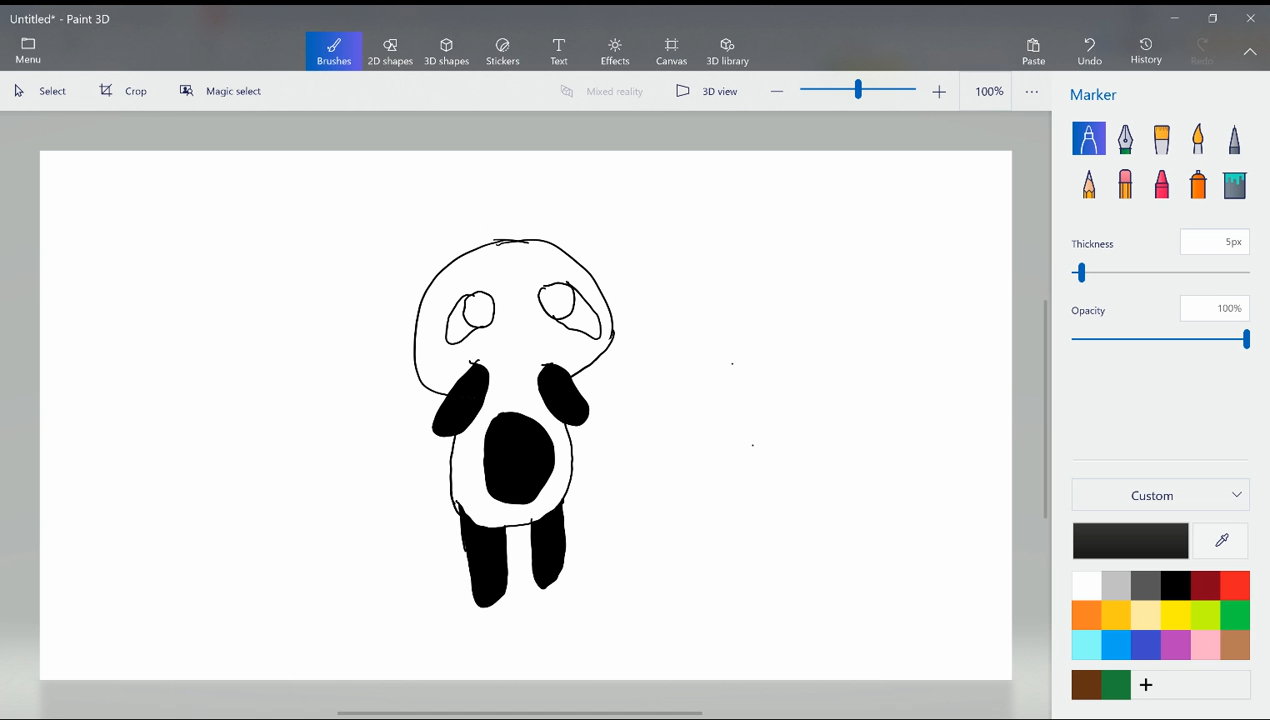 Untitled* - Paint 3D
Menu
Brushes
2D shapes
3D shapes
Stickers
Text
Effects
Canvas
3D library
Paste
Undo
History
Redo
Select
Crop
Magic select
Mixed reality
3D view
100%
Marker
Thickness
5px
Opacity
100%
Custom